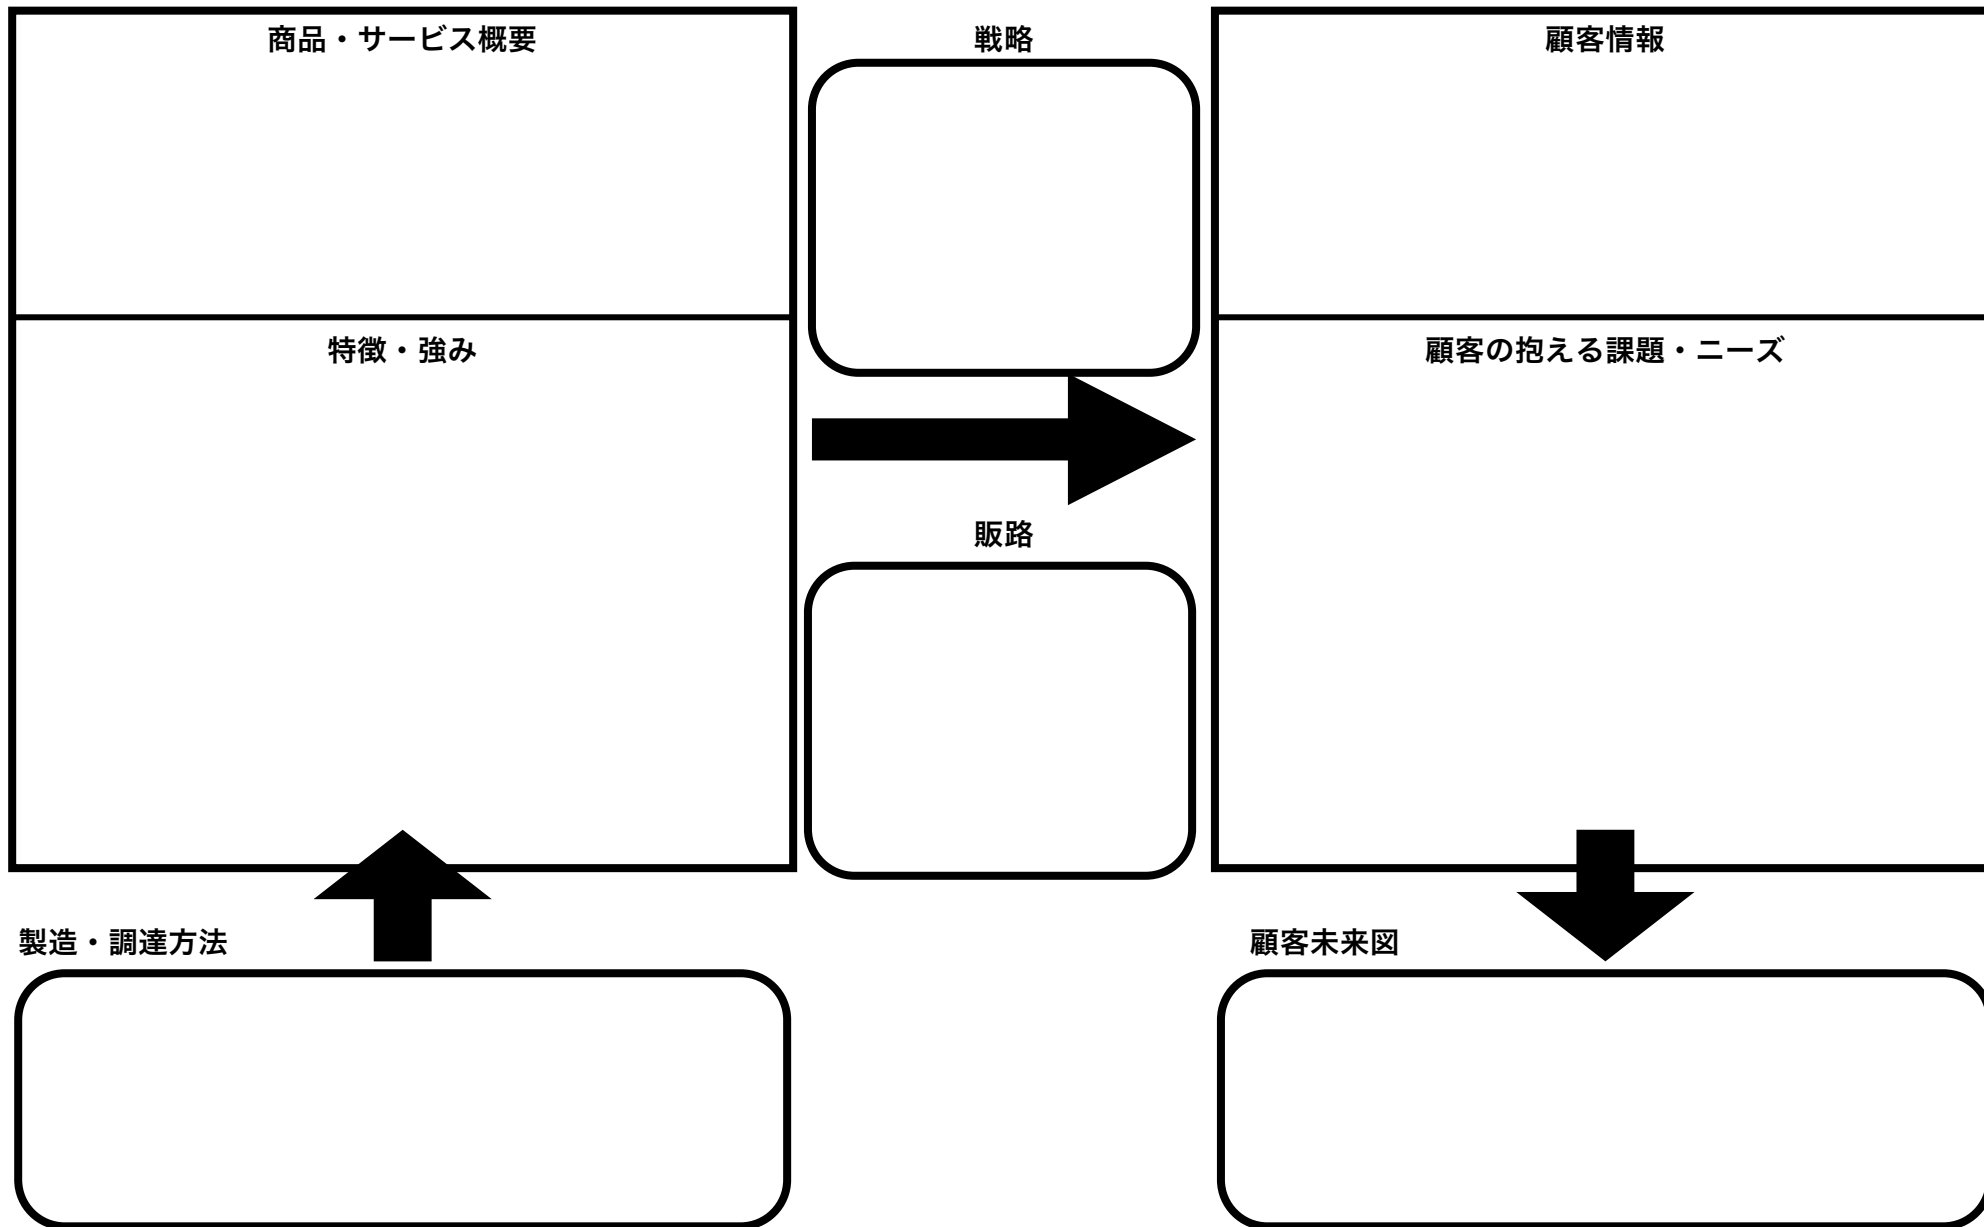 商品・サービス概要
戦略
顧客情報
特徴・強み
顧客の抱える課題・ニーズ
販路
製造・調達方法
顧客未来図